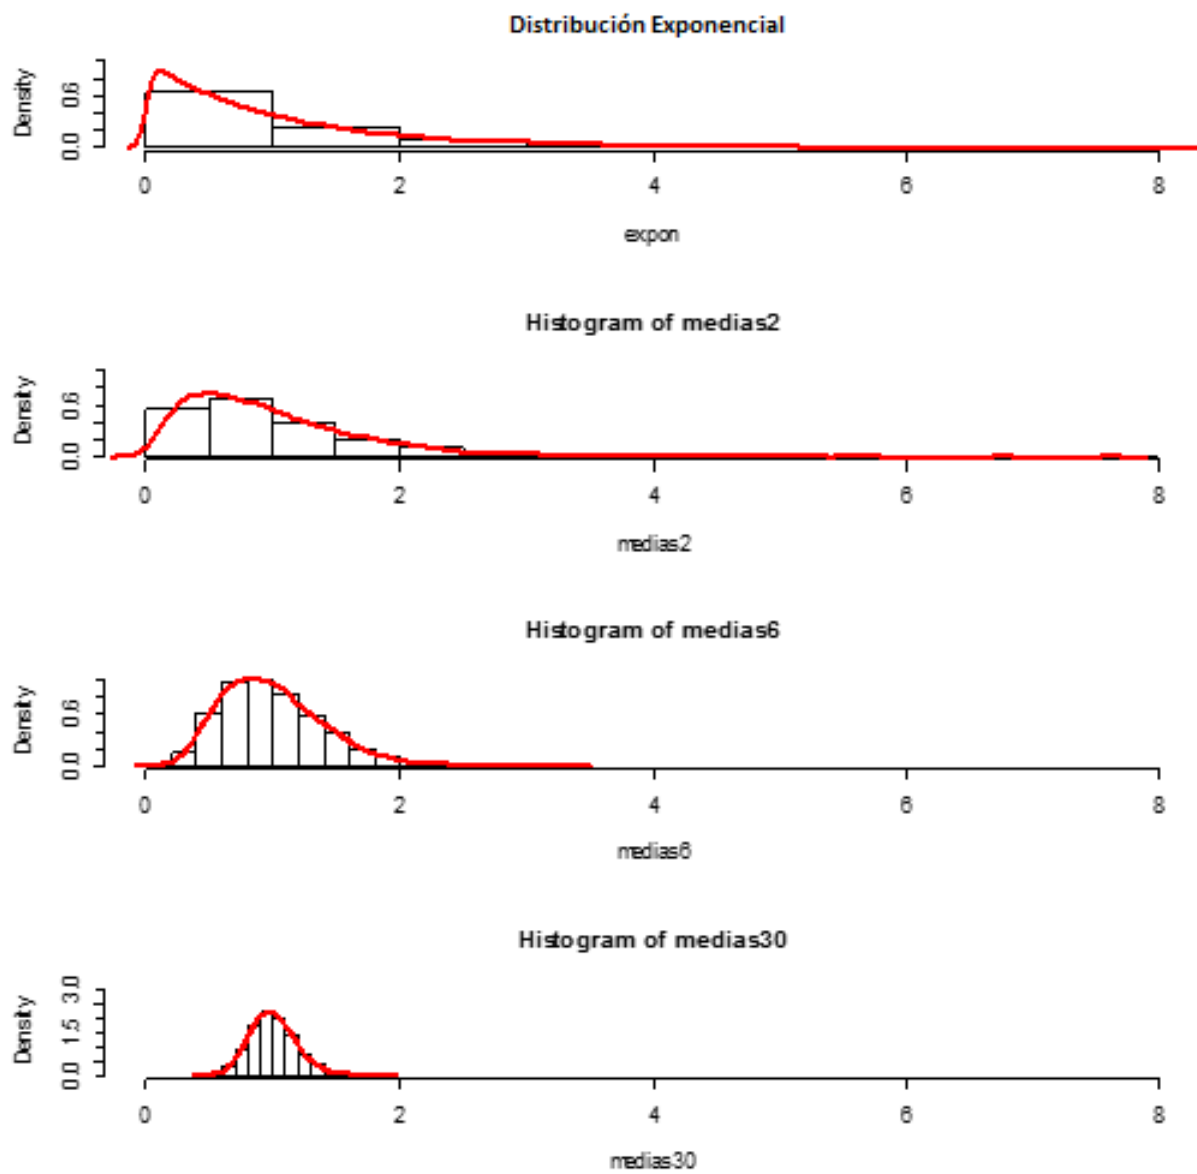 Distribución Exponencial
Density
0.0 0.6
0 2 4 6 8
expon
Histogram of medias2
Density
0.0 0.6
0 2 4 6 8
medias2
Histogram of medias6
Density
0.0 0.6
0 2 4 6 8
medias6
Histogram of medias30
Density
0.0 1.5 3.0
0 2 4 6 8
medias30